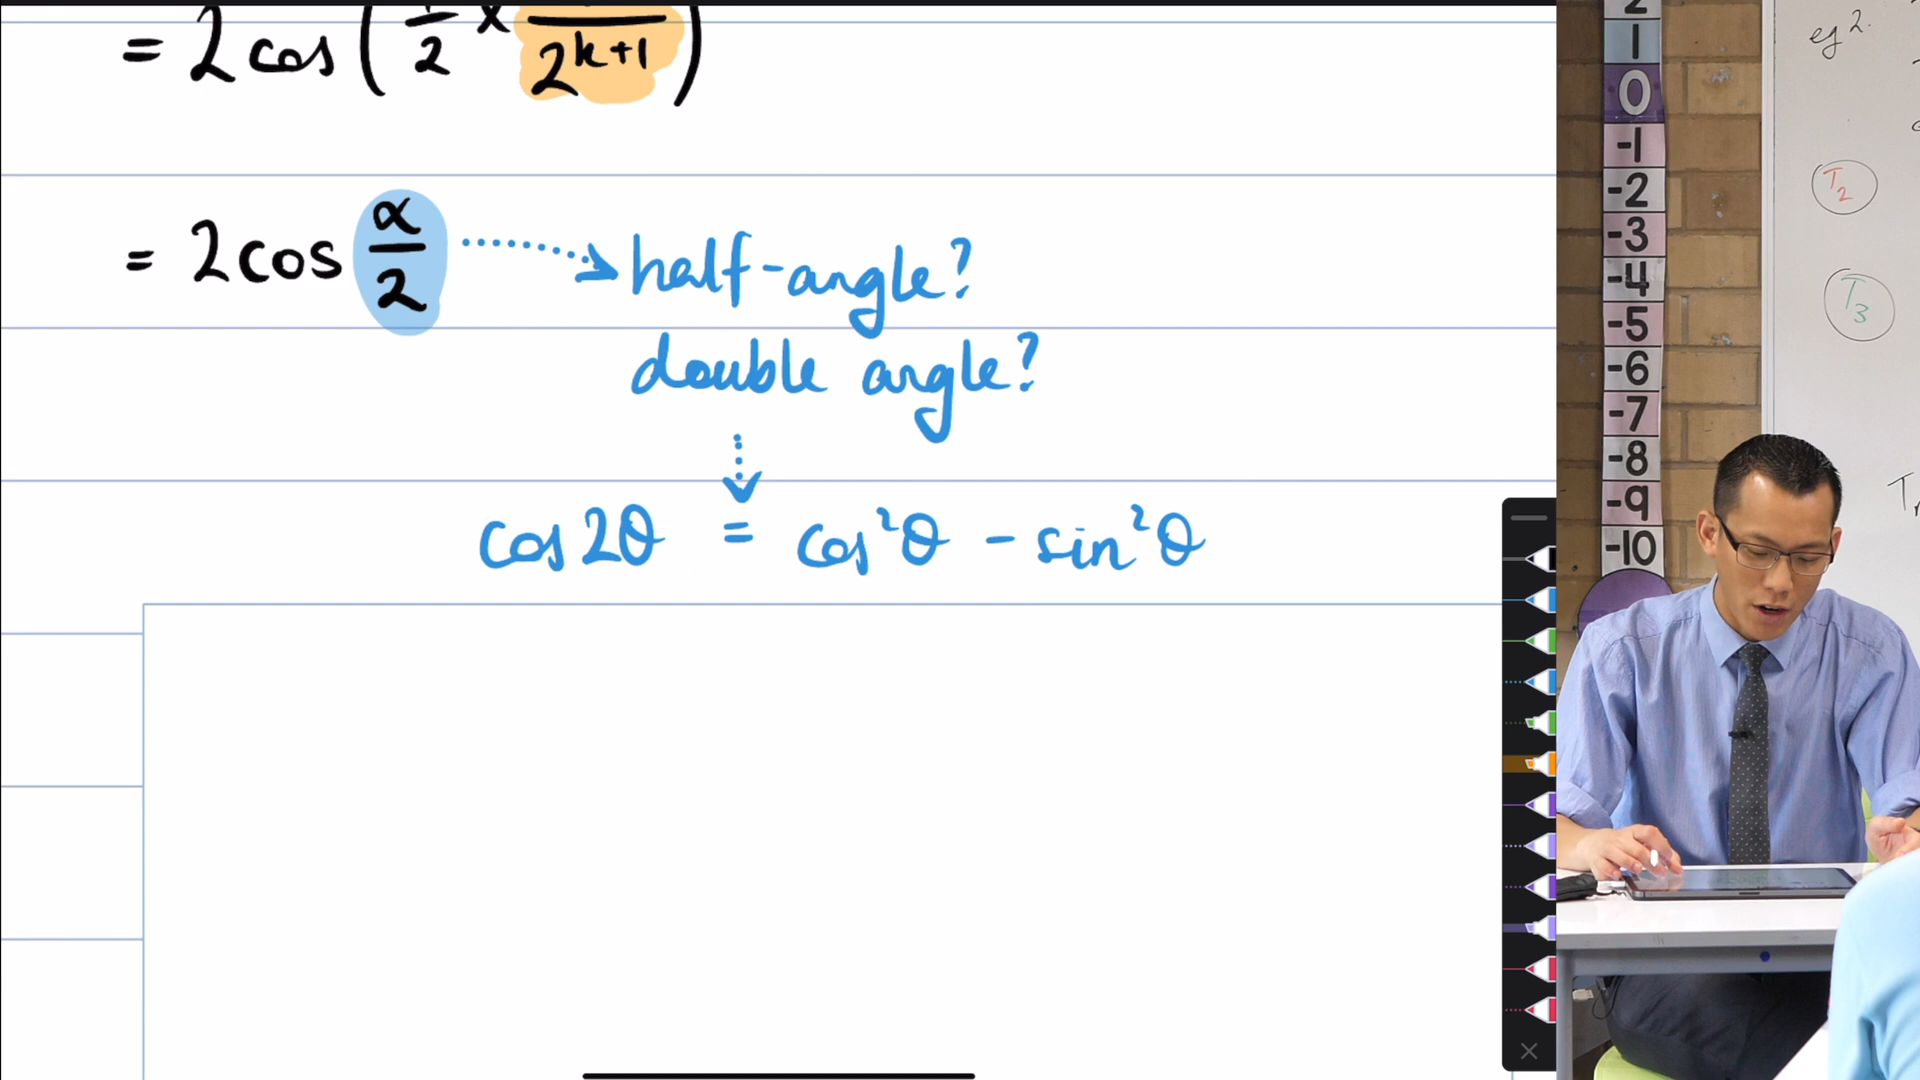 = 2 cos ( 1/2 × —/2^(k+1) )
= 2 cos α/2
half-angle?
double angle?
cos 2θ = cos²θ - sin²θ
2
1
0
-1
-2
-3
-4
-5
-6
-7
-8
-9
-10
eg 2.
T₂
T₃